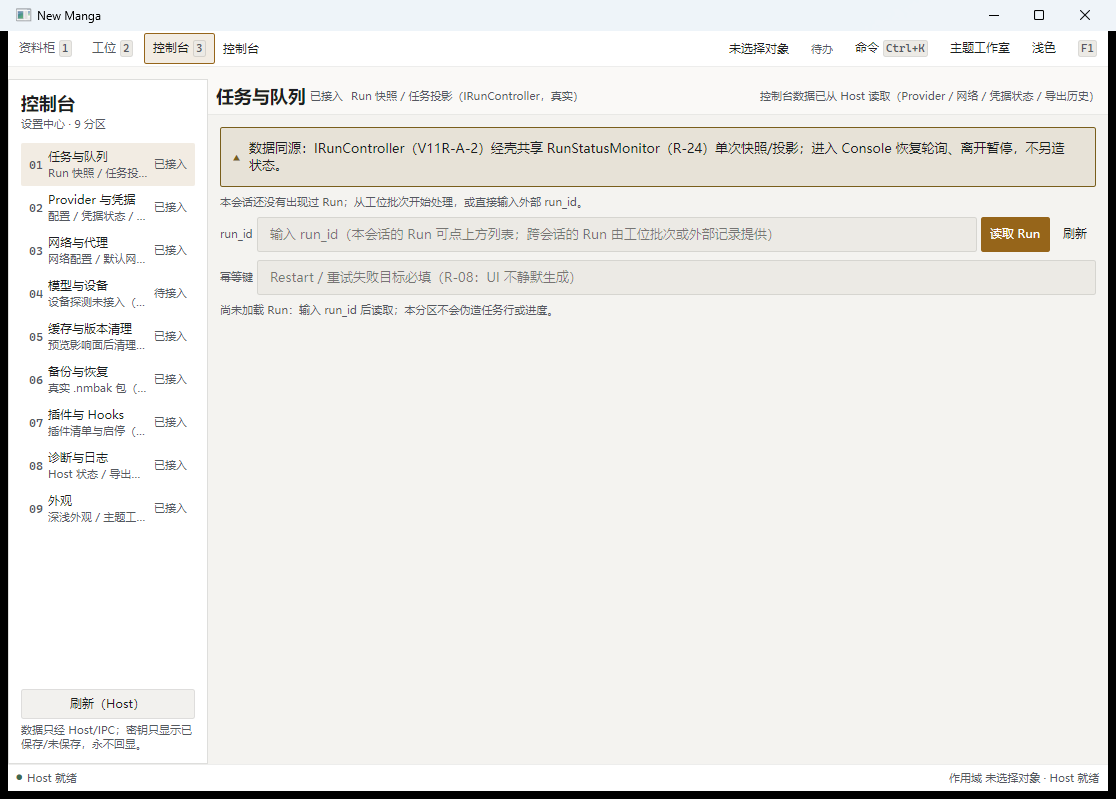 New Manga
资料柜 1 工位 2 控制台 3 控制台 未选择对象 待办 命令 Ctrl+K 主题工作室 浅色 F1
控制台
设置中心 · 9 分区
01 任务与队列 已接入
Run 快照 / 任务投...
02 Provider 与凭据 已接入
配置 / 凭据状态 / ...
03 网络与代理 已接入
网络配置 / 默认网...
04 模型与设备 待接入
设备探测未接入（...
05 缓存与版本清理 已接入
预览影响面后清理...
06 备份与恢复 已接入
真实 .nmbak 包（...
07 插件与 Hooks 已接入
插件清单与启停（...
08 诊断与日志 已接入
Host 状态 / 导出...
09 外观 已接入
深浅外观 / 主题工...
刷新（Host）
数据只经 Host/IPC；密钥只显示已
保存/未保存，永不回显。
任务与队列 已接入 Run 快照 / 任务投影（IRunController，真实） 控制台数据已从 Host 读取（Provider / 网络 / 凭据状态 / 导出历史）
▲ 数据同源：IRunController（V11R-A-2）经壳共享 RunStatusMonitor（R-24）单次快照/投影；进入 Console 恢复轮询、离开暂停，不另造
状态。
本会话还没有出现过 Run；从工位批次开始处理，或直接输入外部 run_id。
run_id 输入 run_id（本会话的 Run 可点上方列表；跨会话的 Run 由工位批次或外部记录提供） 读取 Run 刷新
幂等键 Restart / 重试失败目标必填（R-08：UI 不静默生成）
尚未加载 Run：输入 run_id 后读取；本分区不会伪造任务行或进度。
Host 就绪 作用域 未选择对象 · Host 就绪